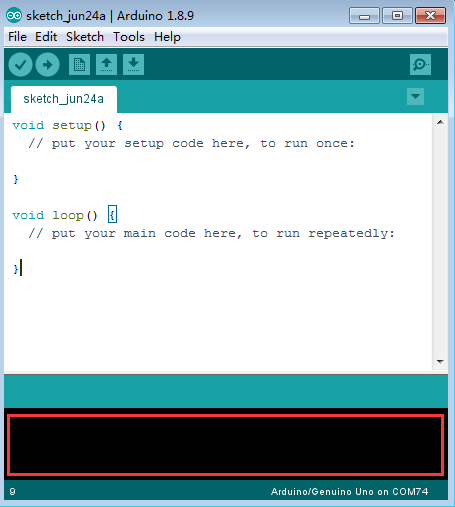 sketch_jun24a | Arduino 1.8.9
File Edit Sketch Tools Help
sketch_jun24a
void setup() {
  // put your setup code here, to run once:
}
void loop() {
  // put your main code here, to run repeatedly:
}
9 Arduino/Genuino Uno on COM74